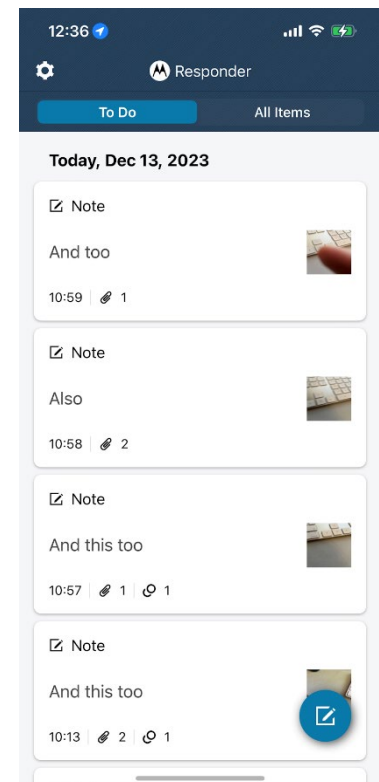 12:36
Responder
To Do
All Items
Today, Dec 13, 2023
Note
And too
10:59 1
Note
Also
10:58 2
Note
And this too
10:57 1 1
Note
And this too
10:13 2 1